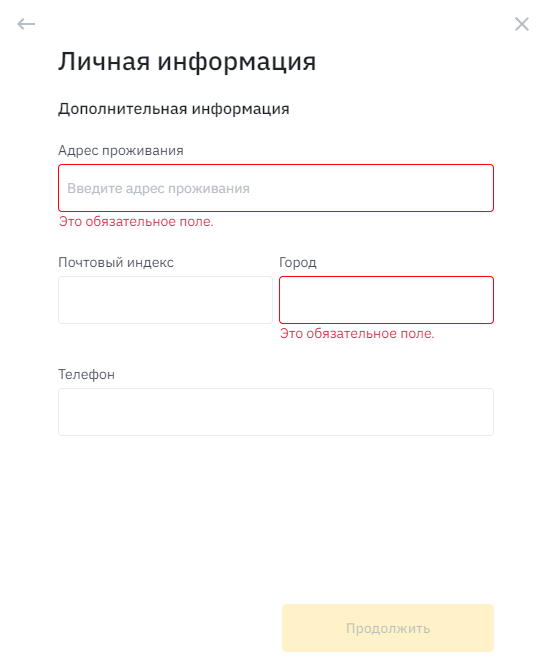 Личная информация
Дополнительная информация
Адрес проживания
Введите адрес проживания
Это обязательное поле.
Почтовый индекс Город
Это обязательное поле.
Телефон
Продолжить